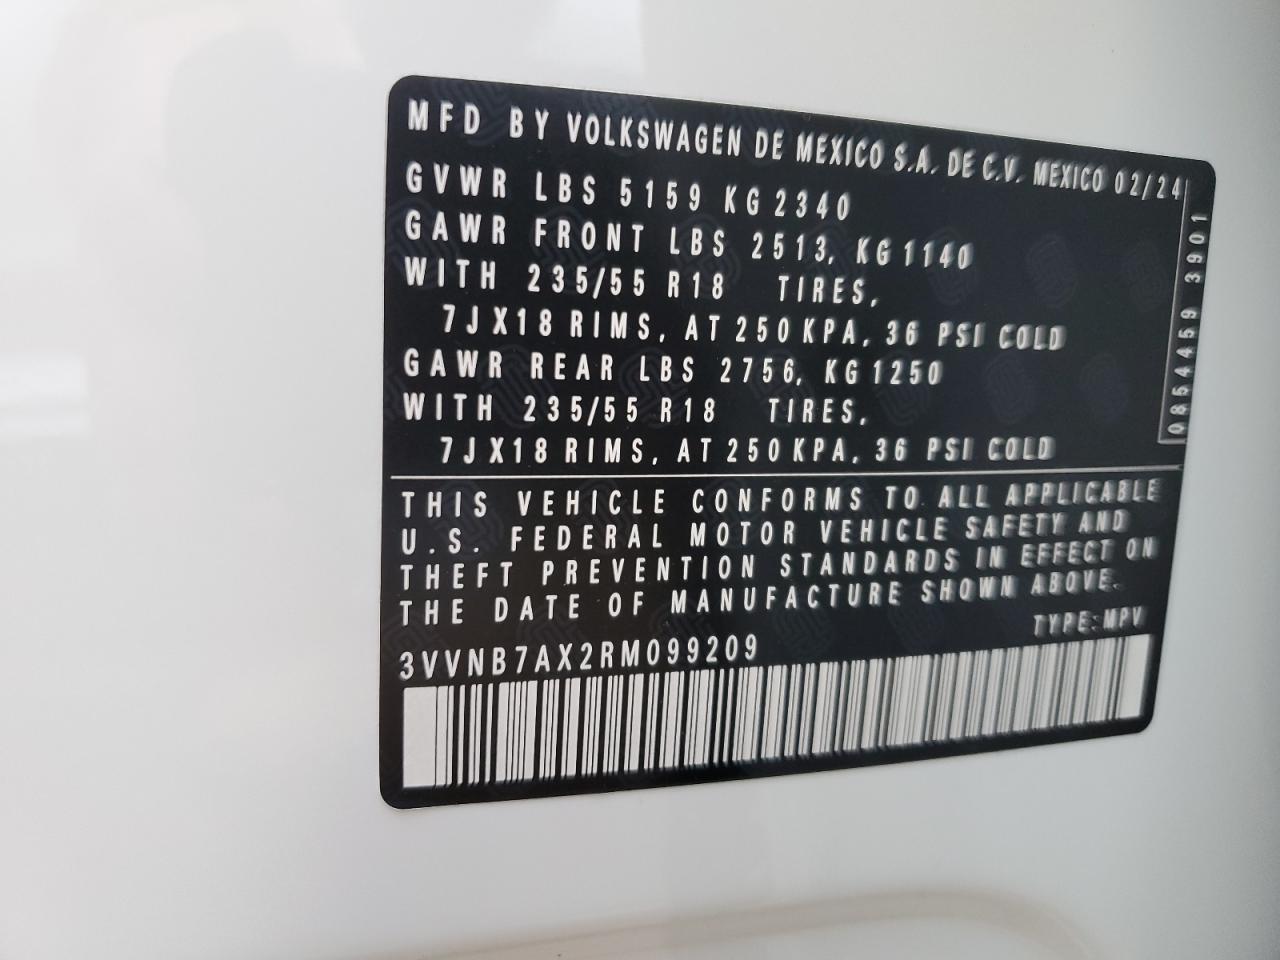 MFD BY VOLKSWAGEN DE MEXICO S.A. DE C.V. MEXICO 02/24
GVWR LBS 5159 KG 2340
GAWR FRONT LBS 2513, KG 1140
WITH 235/55 R18 TIRES,
7JX18 RIMS, AT 250 KPA, 36 PSI COLD
GAWR REAR LBS 2756, KG 1250
WITH 235/55 R18 TIRES,
7JX18 RIMS, AT 250 KPA, 36 PSI COLD
0854459 3901
THIS VEHICLE CONFORMS TO ALL APPLICABLE
U.S. FEDERAL MOTOR VEHICLE SAFETY AND
THEFT PREVENTION STANDARDS IN EFFECT ON
THE DATE OF MANUFACTURE SHOWN ABOVE.
TYPE: MPV
3VVNB7AX2RM099209